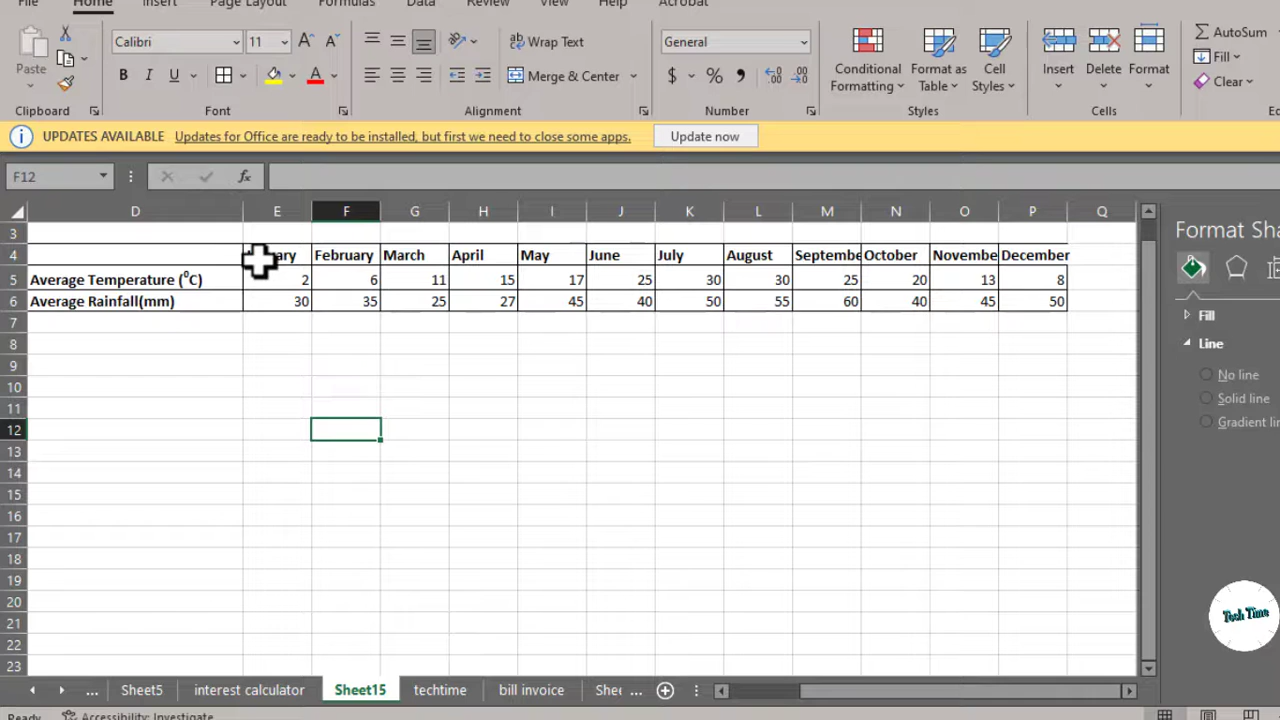 File Home Insert Page Layout Formulas Data Review View Help Acrobat
Calibri 11 Wrap Text General AutoSum
Paste Merge & Center Conditional Formatting Format as Table Cell Styles Insert Delete Format Fill Clear
Clipboard Font Alignment Number Styles Cells
UPDATES AVAILABLE Updates for Office are ready to be installed, but first we need to close some apps. Update now
F12 fx
D E F G H I J K L M N O P Q
Format Sha
3
4 February March April May June July August Septembe October Novembe December
5 Average Temperature (⁰C) 2 6 11 15 17 25 30 30 25 20 13 8
6 Average Rainfall(mm) 30 35 25 27 45 40 50 55 60 40 45 50
7
8
9
10
11
12
13
14
15
16
17
18
19
20
21
22
23
Fill
Line
No line
Solid line
Gradient lin
Tech Time
... Sheet5 interest calculator Sheet15 techtime bill invoice Shee ...
Ready Accessibility: Investigate